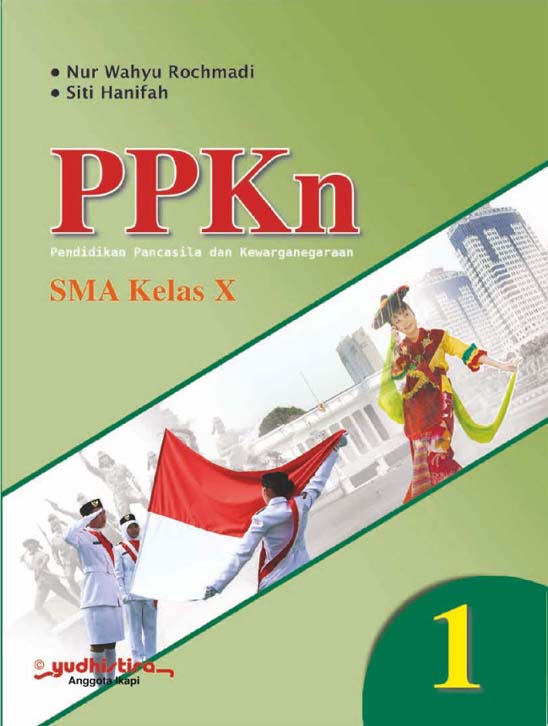 • Nur Wahyu Rochmadi
• Siti Hanifah
PPKn
Pendidikan Pancasila dan Kewarganegaraan
SMA Kelas X
© yudhistira
Anggota Ikapi
1